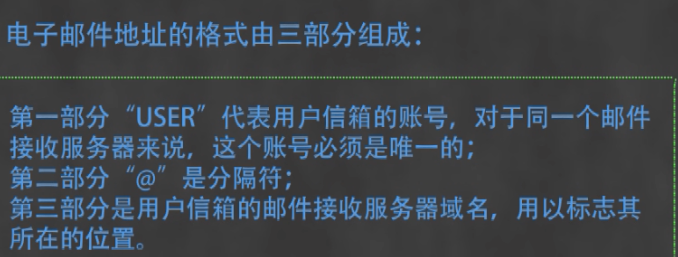 电子邮件地址的格式由三部分组成：
第一部分“USER”代表用户信箱的账号，对于同一个邮件
接收服务器来说，这个账号必须是唯一的；
第二部分“@”是分隔符；
第三部分是用户信箱的邮件接收服务器域名，用以标志其
所在的位置。